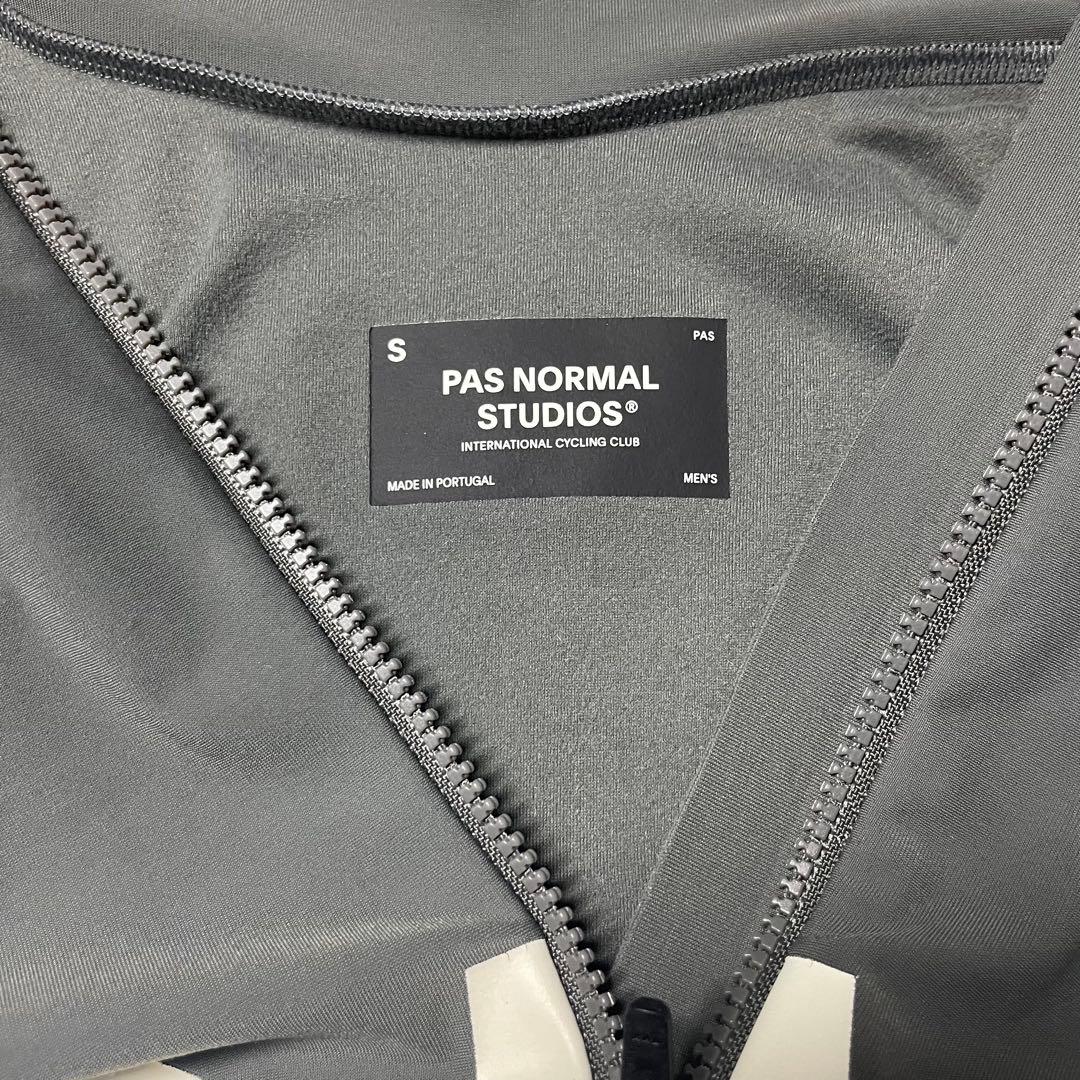 S
PAS
PAS NORMAL
STUDIOS®
INTERNATIONAL CYCLING CLUB
MADE IN PORTUGAL
MEN'S